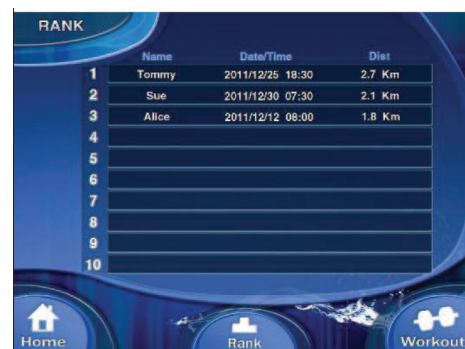 RANK
Name Date/Time Dist
1 Tommy 2011/12/25 18:30 2.7 Km
2 Sue 2011/12/30 07:30 2.1 Km
3 Alice 2011/12/12 08:00 1.8 Km
4
5
6
7
8
9
10
Home Rank Workout